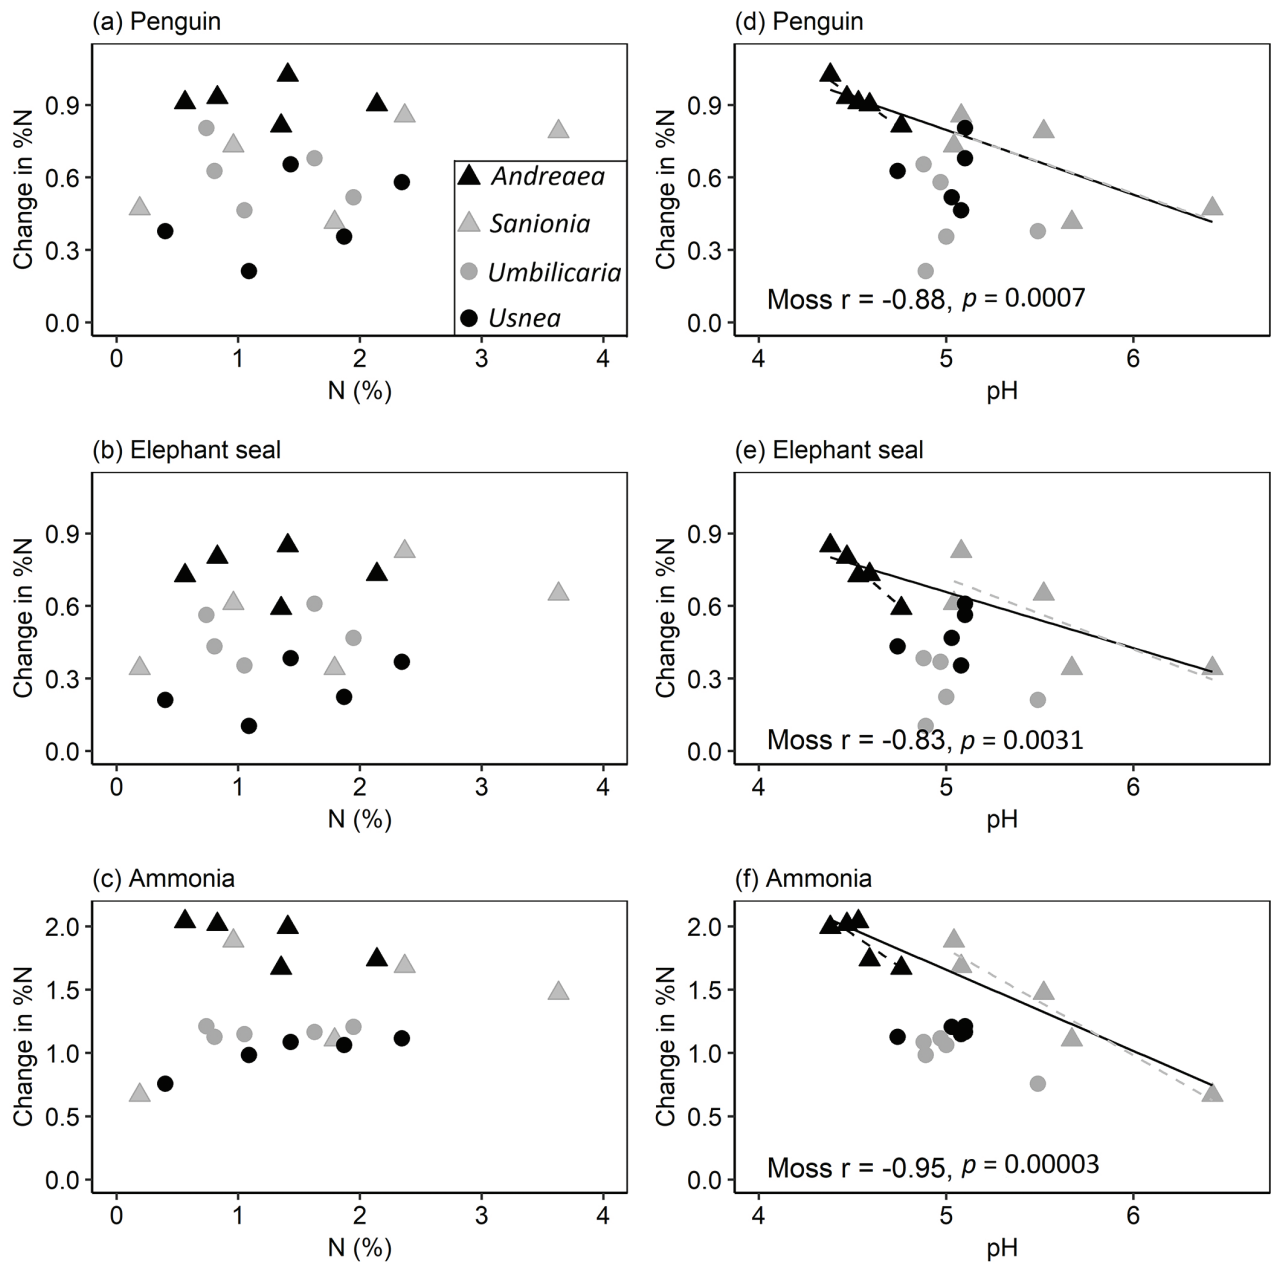 (a) Penguin
Change in %N
0.9
0.6
0.3
0.0
0 1 2 3 4
N (%)
Andreaea
Sanionia
Umbilicaria
Usnea
(d) Penguin
Change in %N
0.9
0.6
0.3
0.0
Moss r = -0.88, p = 0.0007
4 5 6
pH
(b) Elephant seal
Change in %N
0.9
0.6
0.3
0.0
0 1 2 3 4
N (%)
(e) Elephant seal
Change in %N
0.9
0.6
0.3
0.0
Moss r = -0.83, p = 0.0031
4 5 6
pH
(c) Ammonia
Change in %N
2.0
1.5
1.0
0.5
0.0
0 1 2 3 4
N (%)
(f) Ammonia
Change in %N
2.0
1.5
1.0
0.5
0.0
Moss r = -0.95, p = 0.00003
4 5 6
pH